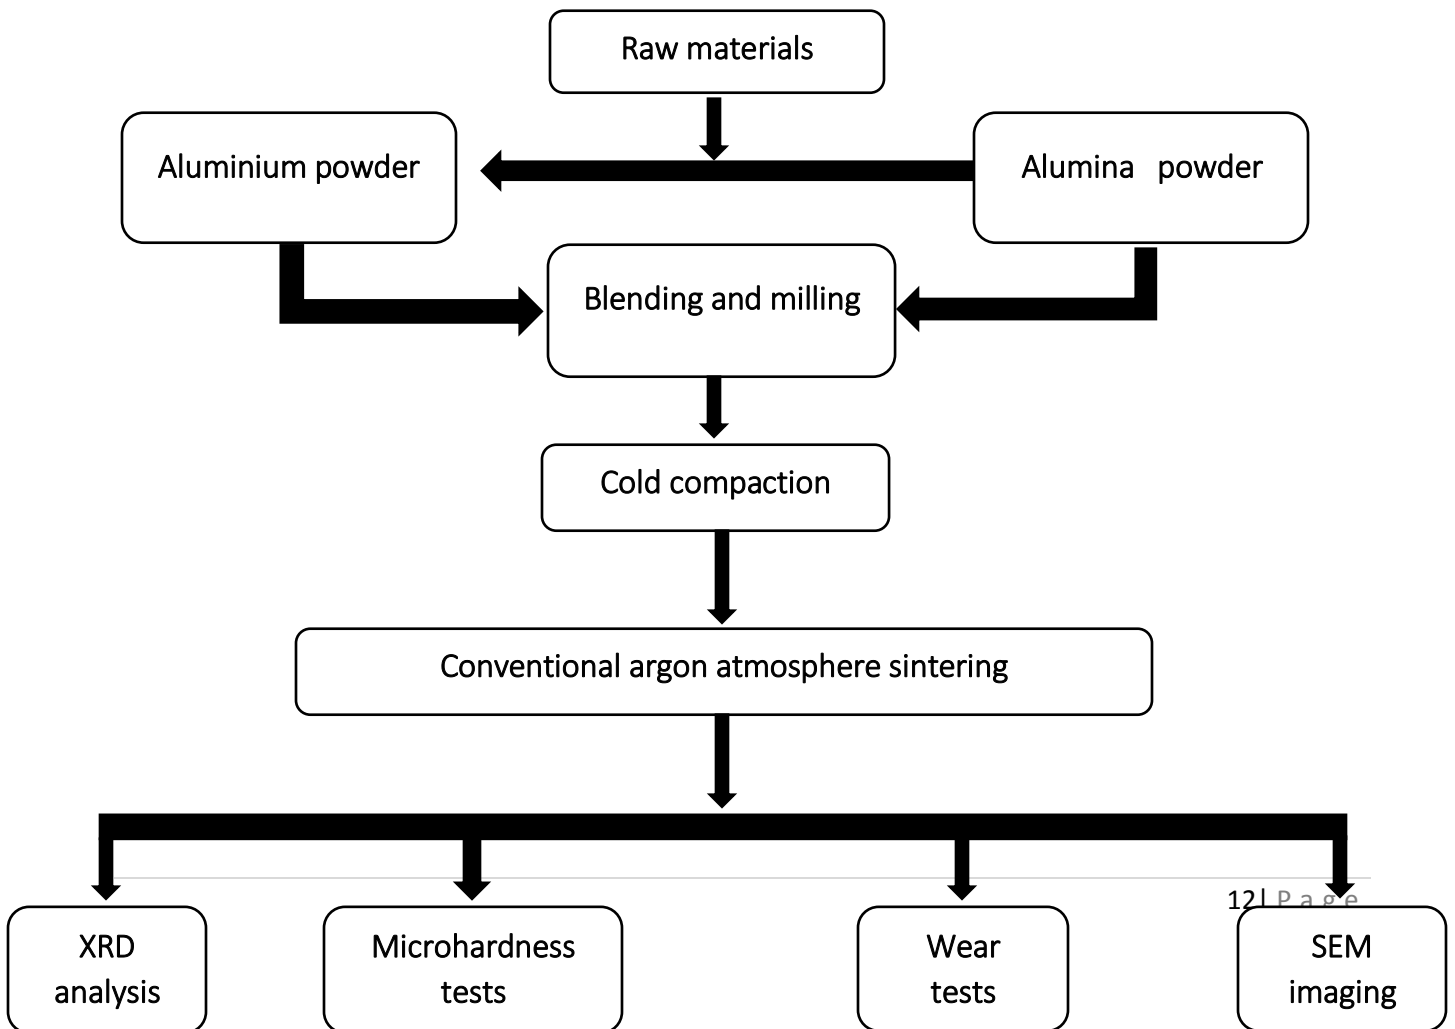 Raw materials
Aluminium powder
Alumina powder
Blending and milling
Cold compaction
Conventional argon atmosphere sintering
12| Page
XRD
analysis
Microhardness
tests
Wear
tests
SEM
imaging